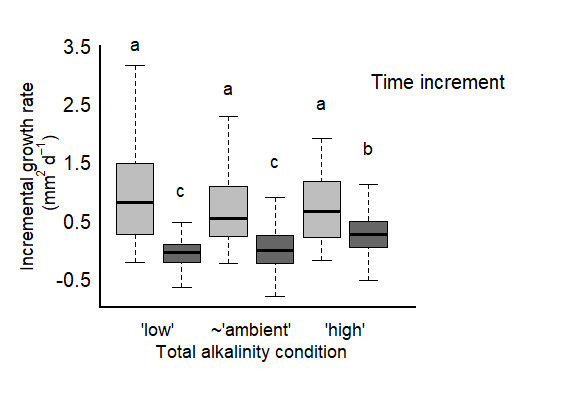 3.5
2.5
1.5
0.5
-0.5
Incremental growth rate
(mm² d⁻¹)
a
c
a
c
a
b
Time increment
'low'
~'ambient'
'high'
Total alkalinity condition